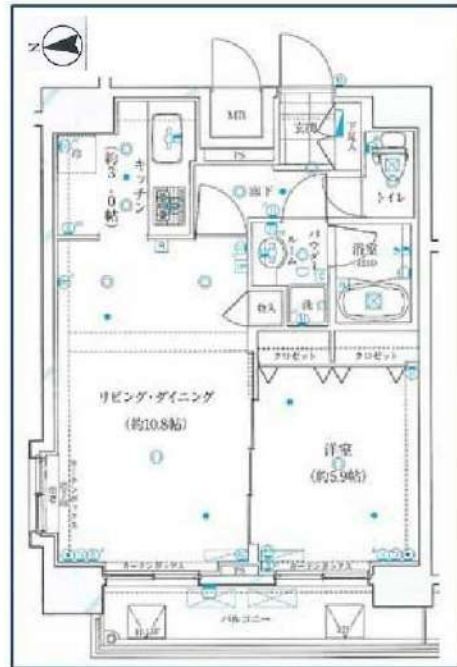 N
MB
玄関
下足入
PS
冷
キッチン
(約3.0帖)
廊下
トイレ
パウダー
ルーム
浴室
物入
洗
クロゼット
クロゼット
リビング・ダイニング
(約10.8帖)
洋室
(約5.9帖)
カーテンボックス
PS
カーテンボックス
バルコニー